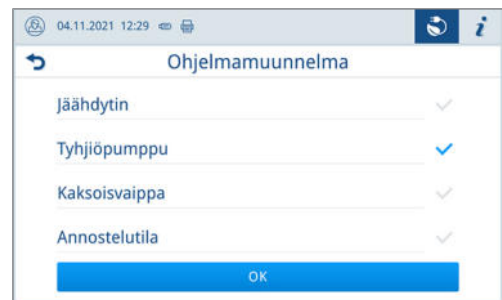 04.11.2021 12:29
i
Ohjelmamuunnelma
Jäähdytin
Tyhjiöpumppu
Kaksoisvaippa
Annostelutila
OK